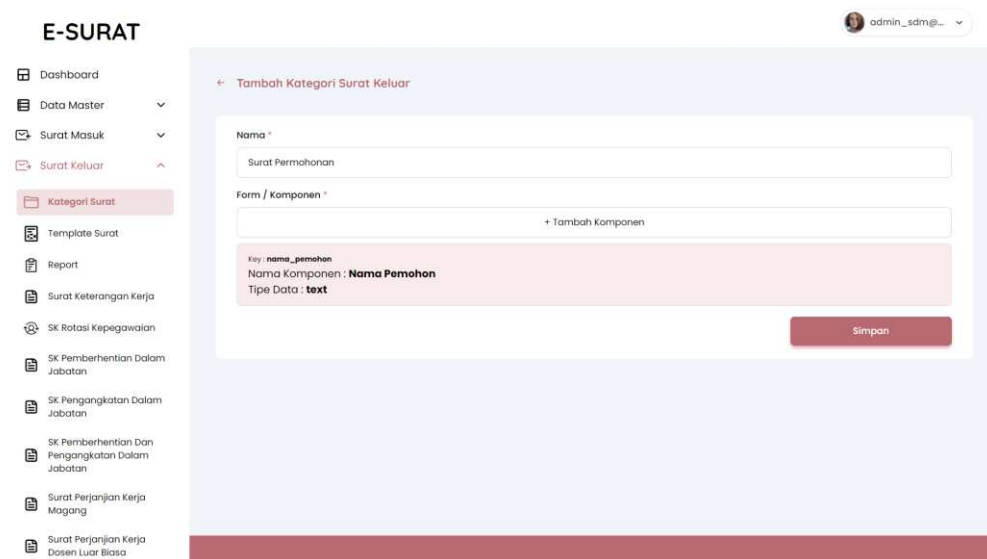 E-SURAT
admin_sdm@...
Dashboard
Data Master
Surat Masuk
Surat Keluar
Kategori Surat
Template Surat
Report
Surat Keterangan Kerja
SK Rotasi Kepegawaian
SK Pemberhentian Dalam
Jabatan
SK Pengangkatan Dalam
Jabatan
SK Pemberhentian Dan
Pengangkatan Dalam
Jabatan
Surat Perjanjian Kerja
Magang
Surat Perjanjian Kerja
Dosen Luar Biasa
← Tambah Kategori Surat Keluar
Nama *
Surat Permohonan
Form / Komponen *
+ Tambah Komponen
Key : nama_pemohon
Nama Komponen : Nama Pemohon
Tipe Data : text
Simpan